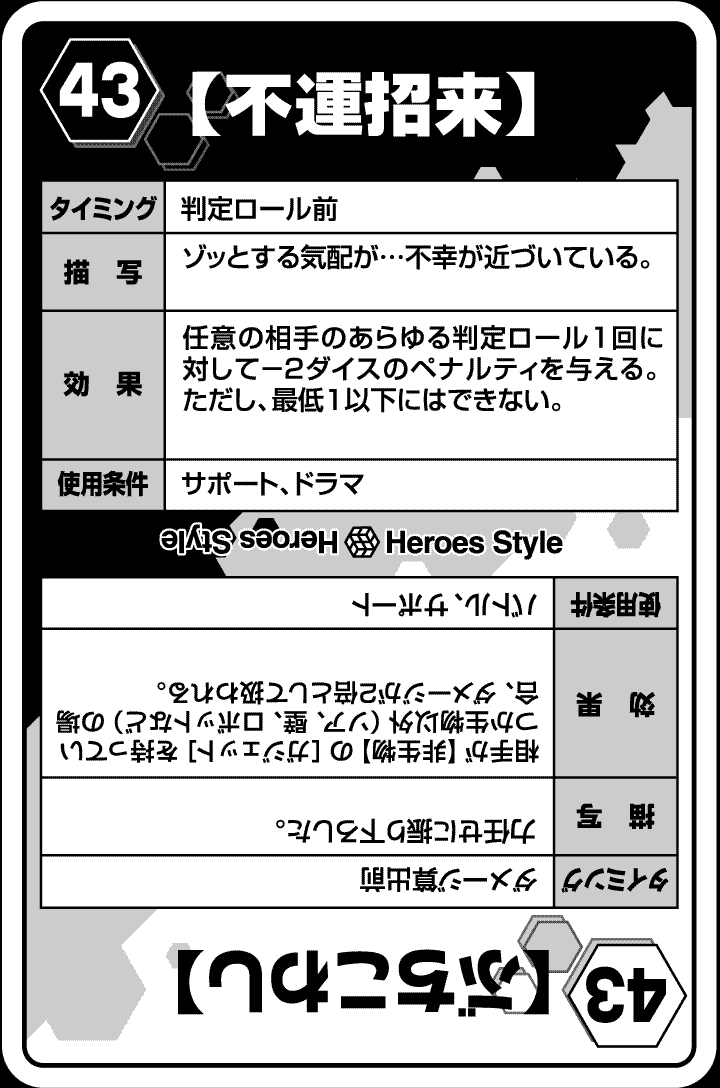 43
【不運招来】
タイミング 判定ロール前
描 写 ゾッとする気配が…不幸が近づいている。
効 果 任意の相手のあらゆる判定ロール1回に
対して−2ダイスのペナルティを与える。
ただし、最低1以下にはできない。
使用条件 サポート、ドラマ
Heroes Style
43
【ぶちこわし】
タイミング ダメージ算出前
描 写 力任せに振り下ろした。
効 果 相手が【非生物】の［ガジェット］を持ってい
つか生物以外（ドア、壁、ロボットなど）の場
合、ダメージが2倍として扱われる。
使用条件 バトル、サポート
Heroes Style